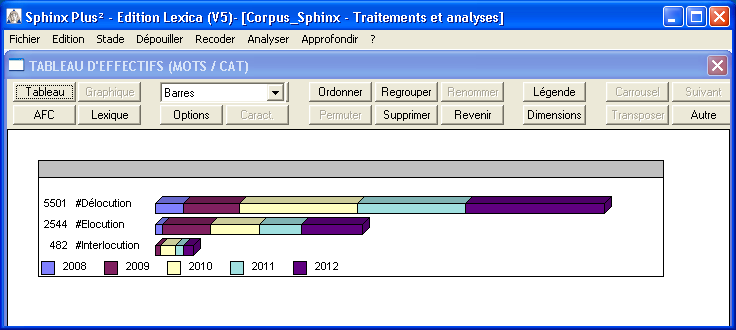 Sphinx Plus² - Edition Lexica (V5)- [Corpus_Sphinx - Traitements et analyses]
Fichier Edition Stade Dépouiller Recoder Analyser Approfondir ?
TABLEAU D'EFFECTIFS (MOTS / CAT)
Tableau Graphique Barres Ordonner Regrouper Renommer Légende Carrousel Suivant
AFC Lexique Options Caract. Permuter Supprimer Revenir Dimensions Transposer Autre
5501 #Délocution
2544 #Elocution
482 #Interlocution
2008 2009 2010 2011 2012